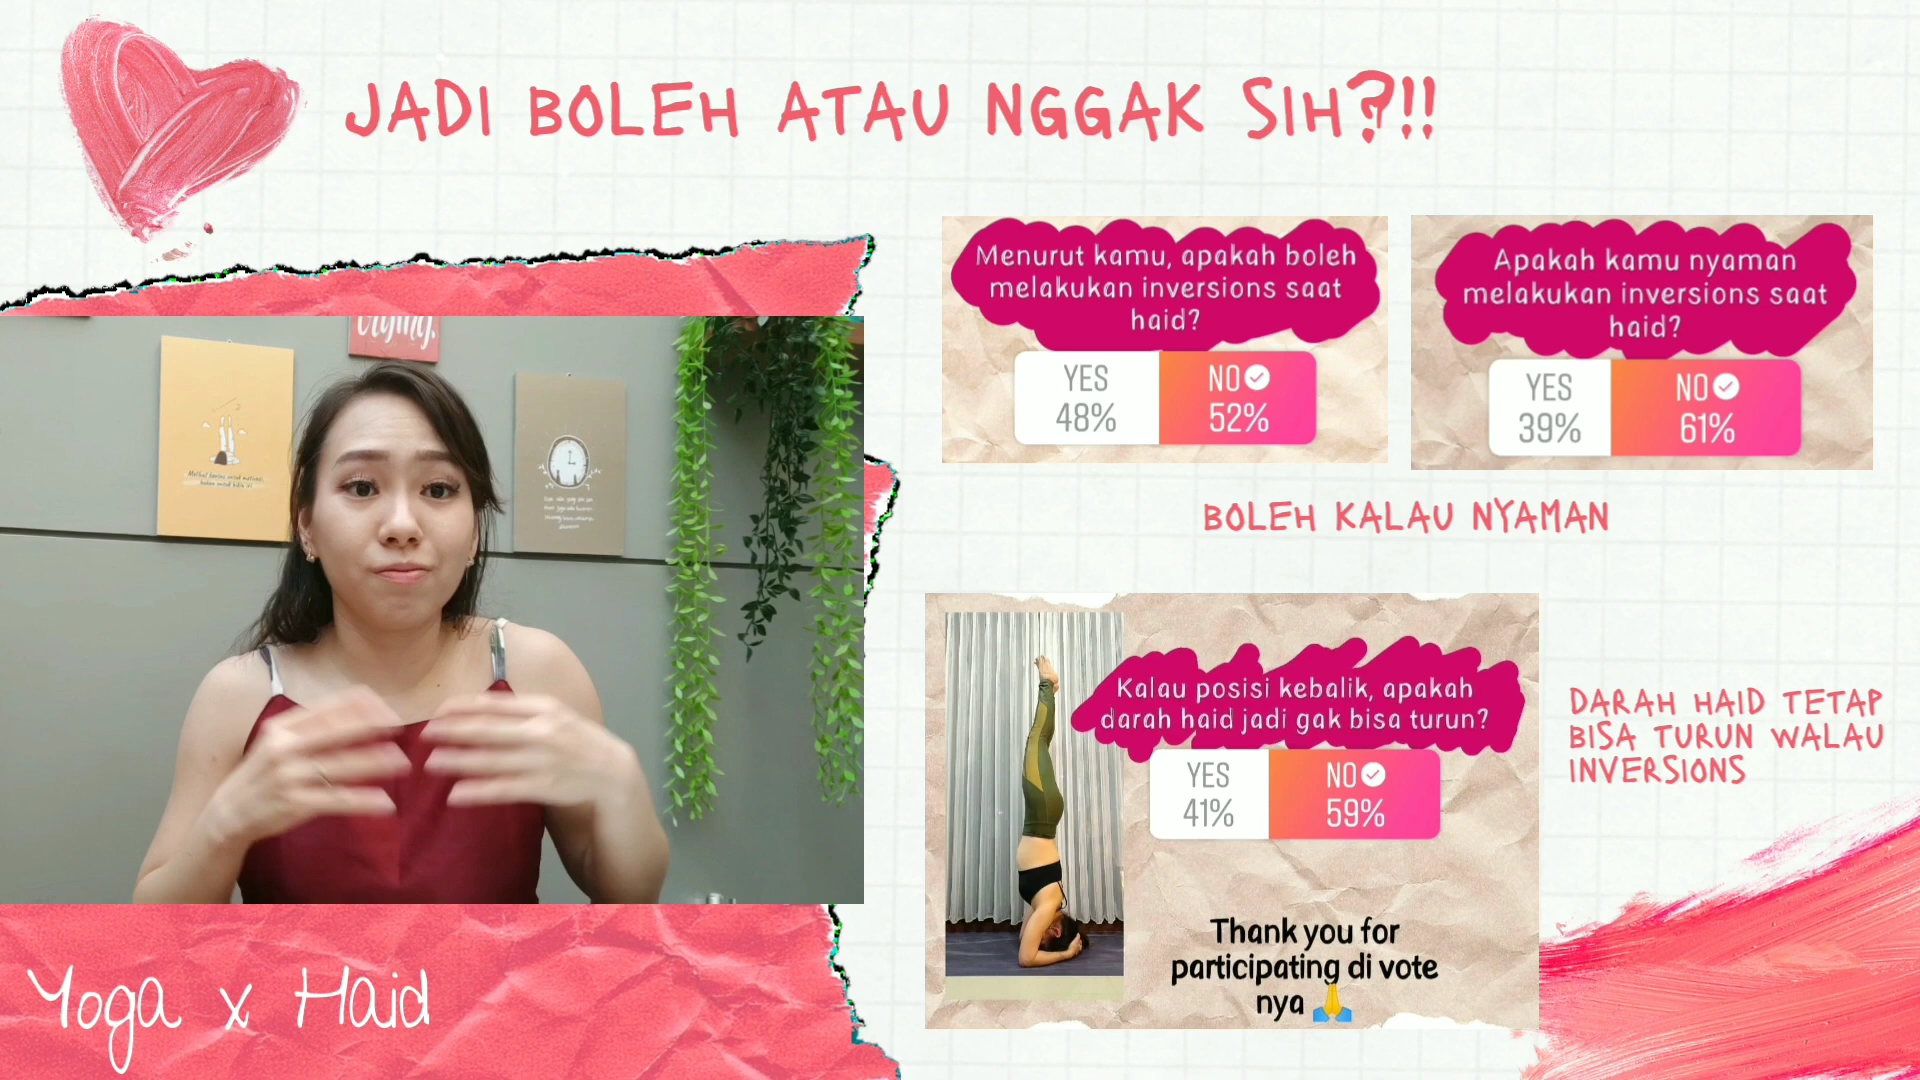 JADI BOLEH ATAU NGGAK SIH?!!
Menurut kamu, apakah boleh
melakukan inversions saat
haid?
YES
48%
NO
52%
Apakah kamu nyaman
melakukan inversions saat
haid?
YES
39%
NO
61%
BOLEH KALAU NYAMAN
Kalau posisi kebalik, apakah
darah haid jadi gak bisa turun?
YES
41%
NO
59%
Thank you for
participating di vote
nya 🙏
DARAH HAID TETAP
BISA TURUN WALAU
INVERSIONS
Yoga x Haid